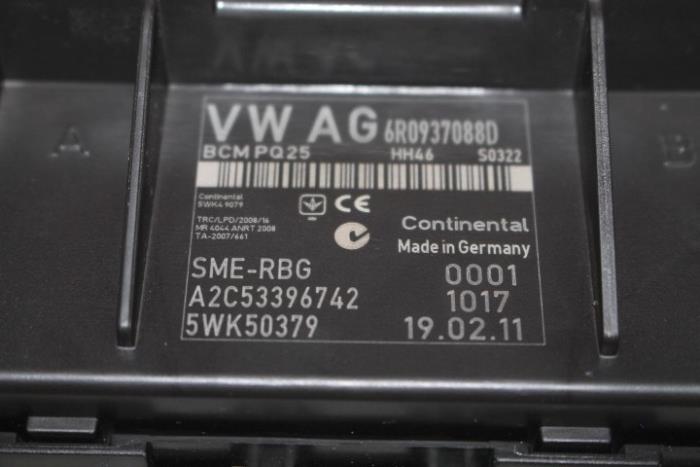 VW AG 6R0937088D
BCM PQ25 HH46 S0322
A B
Continental
5WK4 9079
CE
TRC/LPD/2008/16
MR 4044 ANRT 2008
TA-2007/661
Continental
Made in Germany
SME-RBG 0001
A2C53396742 1017
5WK50379 19.02.11